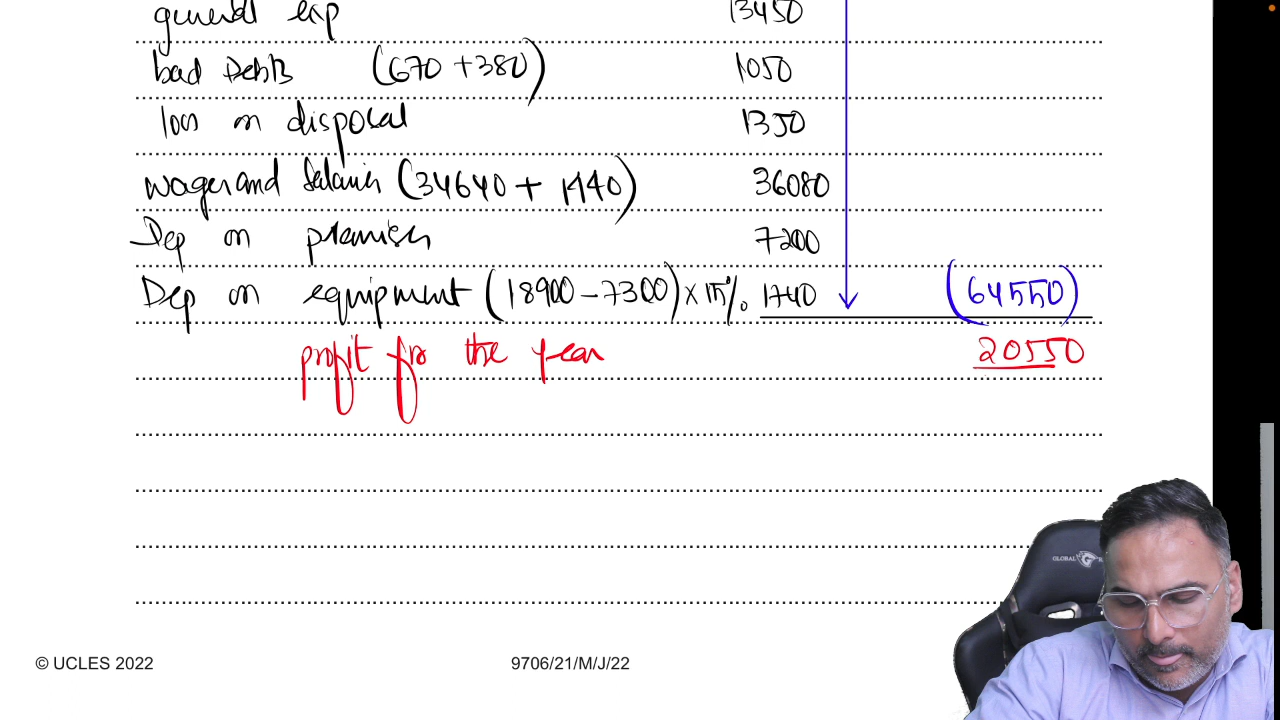 general exp 13450
bad Debts (670 + 380) 1050
loss on disposal 1350
wages and Salaries (34640 + 1440) 36080
Dep on premises 7200
Dep on equipment (18900 - 7300) x 15% 1740 (64550)
profit for the year 20550
GLOBAL
© UCLES 2022 9706/21/M/J/22